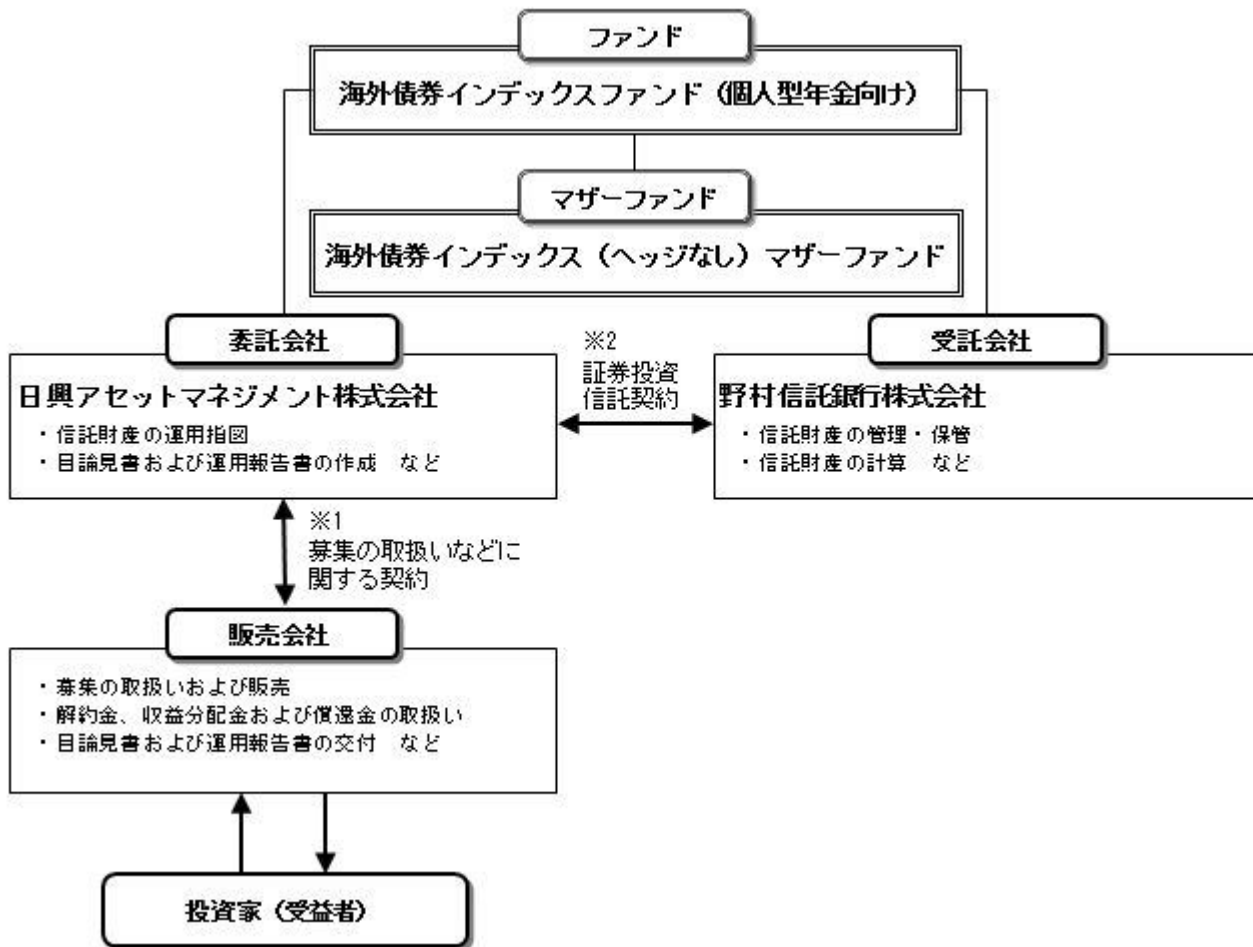 ファンド
海外債券インデックスファンド（個人型年金向け）
マザーファンド
海外債券インデックス（ヘッジなし）マザーファンド
委託会社
日興アセットマネジメント株式会社
・信託財産の運用指図
・目論見書および運用報告書の作成　など
※2
証券投資
信託契約
受託会社
野村信託銀行株式会社
・信託財産の管理・保管
・信託財産の計算　など
※1
募集の取扱いなどに
関する契約
販売会社
・募集の取扱いおよび販売
・解約金、収益分配金および償還金の取扱い
・目論見書および運用報告書の交付　など
投資家（受益者）